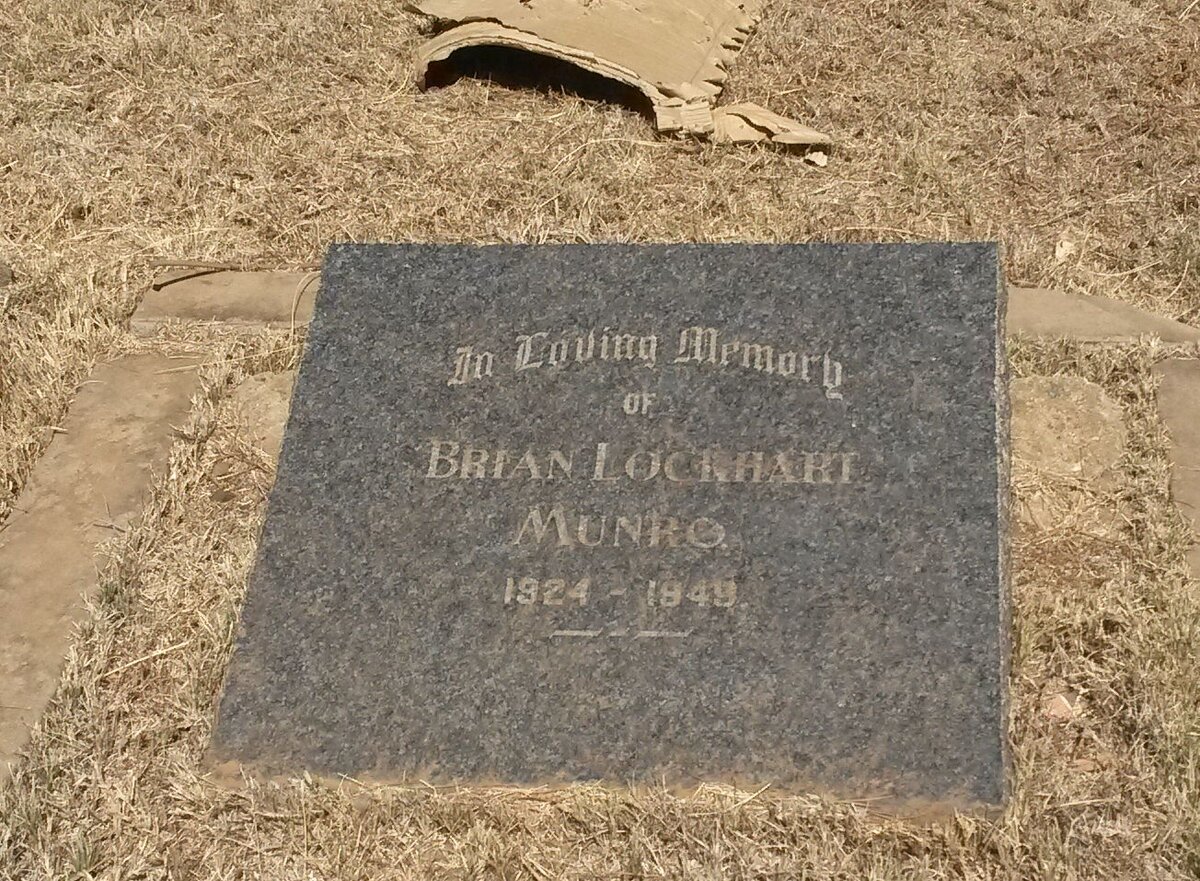 In Loving Memory
OF
BRIAN LOCKHART
MUNRO.
1924 - 1949.